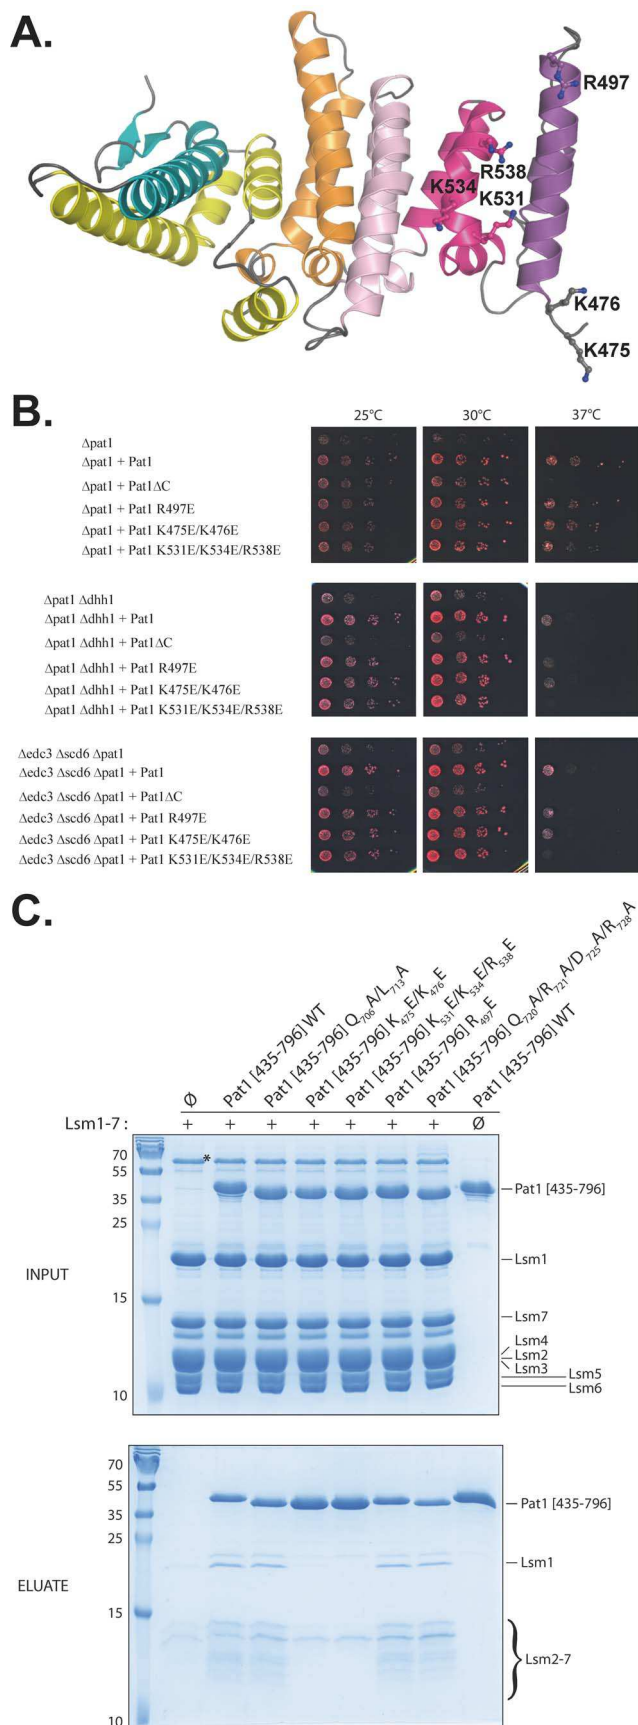 A.
R497
R538
K534
K531
K476
K475
B.
25°C 30°C 37°C
Δpat1
Δpat1 + Pat1
Δpat1 + Pat1ΔC
Δpat1 + Pat1 R497E
Δpat1 + Pat1 K475E/K476E
Δpat1 + Pat1 K531E/K534E/R538E
Δpat1 Δdhh1
Δpat1 Δdhh1 + Pat1
Δpat1 Δdhh1 + Pat1ΔC
Δpat1 Δdhh1 + Pat1 R497E
Δpat1 Δdhh1 + Pat1 K475E/K476E
Δpat1 Δdhh1 + Pat1 K531E/K534E/R538E
Δedc3 Δscd6 Δpat1
Δedc3 Δscd6 Δpat1 + Pat1
Δedc3 Δscd6 Δpat1 + Pat1ΔC
Δedc3 Δscd6 Δpat1 + Pat1 R497E
Δedc3 Δscd6 Δpat1 + Pat1 K475E/K476E
Δedc3 Δscd6 Δpat1 + Pat1 K531E/K534E/R538E
C.
Ø
Pat1 [435-796] WT
Pat1 [435-796] Q706A/L713A
Pat1 [435-796] K475E/K476E
Pat1 [435-796] K531E/K534E/R538E
Pat1 [435-796] R497E
Pat1 [435-796] Q720A/R721A/D725A/R728A
Pat1 [435-796] WT
Lsm1-7 : + + + + + + + Ø
INPUT
70
55
35
25
15
10
*
Pat1 [435-796]
Lsm1
Lsm7
Lsm4
Lsm2
Lsm3
Lsm5
Lsm6
ELUATE
70
55
35
25
15
10
Pat1 [435-796]
Lsm1
Lsm2-7